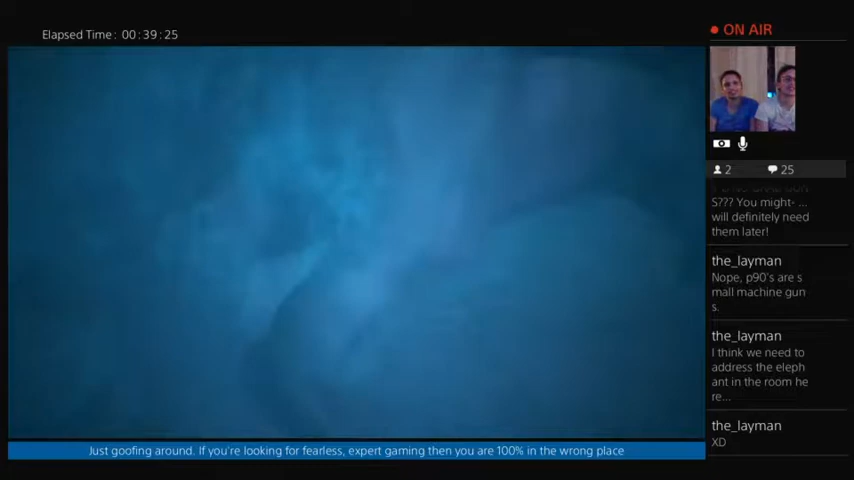 Elapsed Time: 00:39:25
ON AIR
2 25
S??? You might- ...
will definitely need
them later!
the_layman
Nope, p90's are s
mall machine gun
s.
the_layman
I think we need to
address the eleph
ant in the room he
re...
the_layman
XD
Just goofing around. If you're looking for fearless, expert gaming then you are 100% in the wrong place